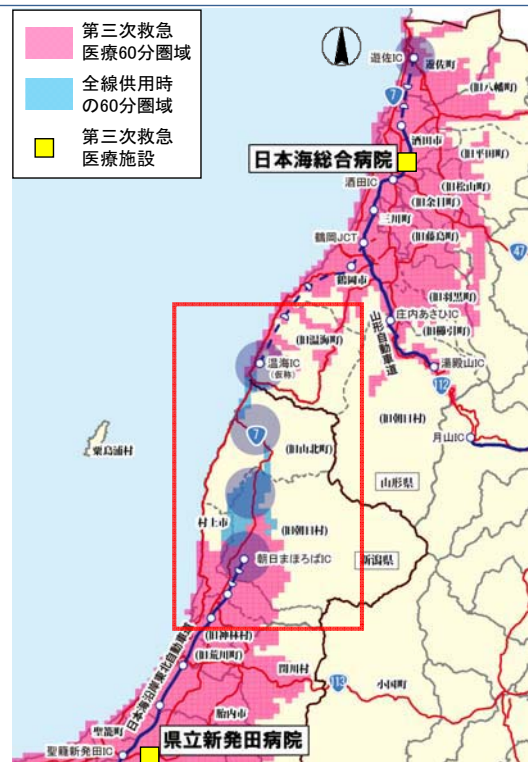 第三次救急
医療60分圏域
全線供用時
の60分圏域
第三次救急
医療施設
遊佐IC
遊佐町
7
(旧八幡町)
酒田市
(旧平田町)
日本海総合病院
酒田IC
(旧松山町)
(旧余目町)
三川町
(旧藤島町)
鶴岡JCT
47
鶴岡市
(旧羽黒町)
庄内あさひIC
(旧櫛引町)
山形自動車道
(旧温海町)
温海IC
(仮称)
湯殿山IC
112
(旧朝日村)
月山IC
7
粟島浦村
(旧山北町)
山形県
村上市
(旧朝日村)
朝日まほろばIC
新潟県
(旧神林村)
(旧荒川町)
日本海沿岸東北自動車道
関川村
113
小国町
聖籠町
胎内市
県立新発田病院
聖籠新発田IC